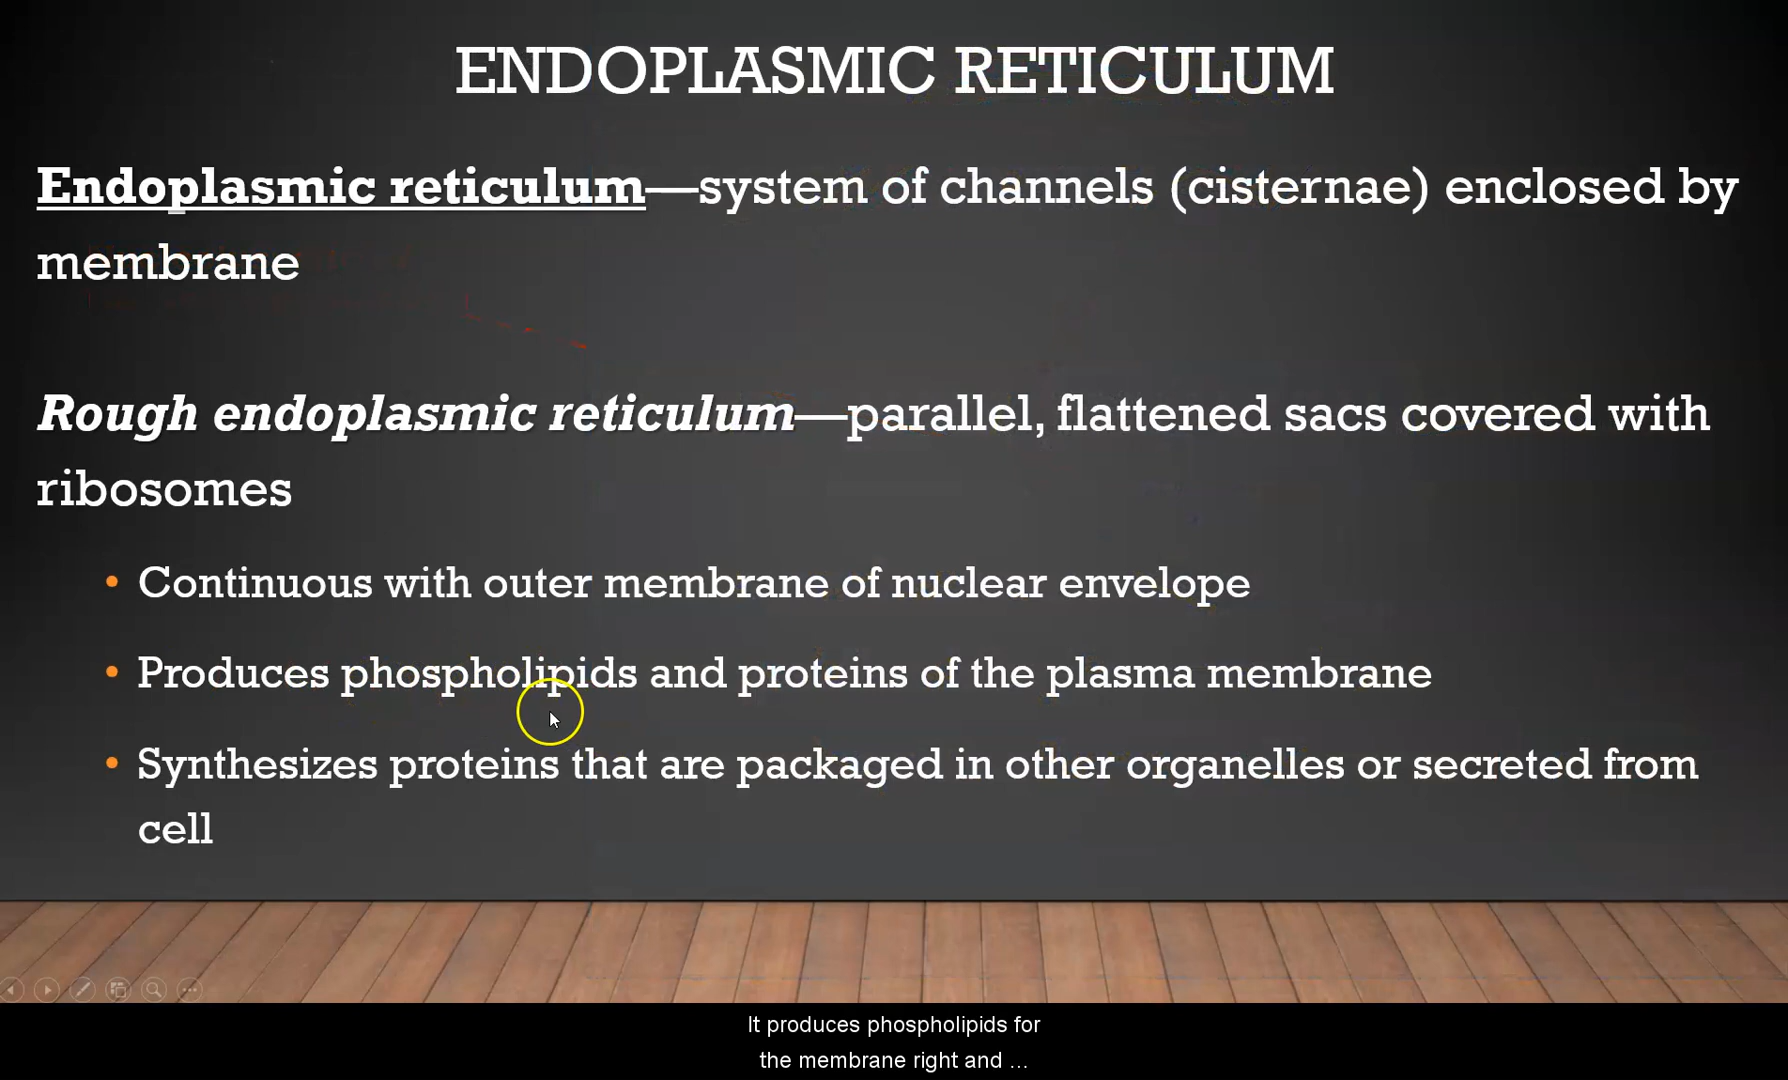 ENDOPLASMIC RETICULUM
Endoplasmic reticulum—system of channels (cisternae) enclosed by
membrane
Rough endoplasmic reticulum—parallel, flattened sacs covered with
ribosomes
• Continuous with outer membrane of nuclear envelope
• Produces phospholipids and proteins of the plasma membrane
• Synthesizes proteins that are packaged in other organelles or secreted from
cell
It produces phospholipids for
the membrane right and ...